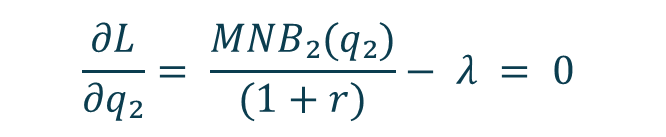 ∂L/∂q₂ = MNB₂(q₂)/(1 + r) − λ = 0